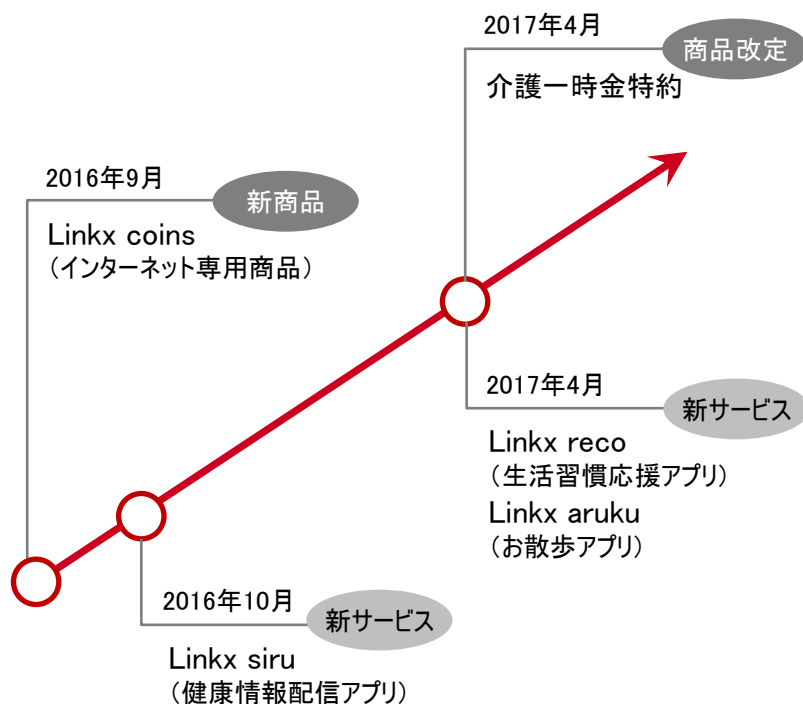 2017年4月
商品改定
介護一時金特約
2016年9月
新商品
Linkx coins
（インターネット専用商品）
2017年4月
新サービス
Linkx reco
（生活習慣応援アプリ）
Linkx aruku
（お散歩アプリ）
2016年10月
新サービス
Linkx siru
（健康情報配信アプリ）